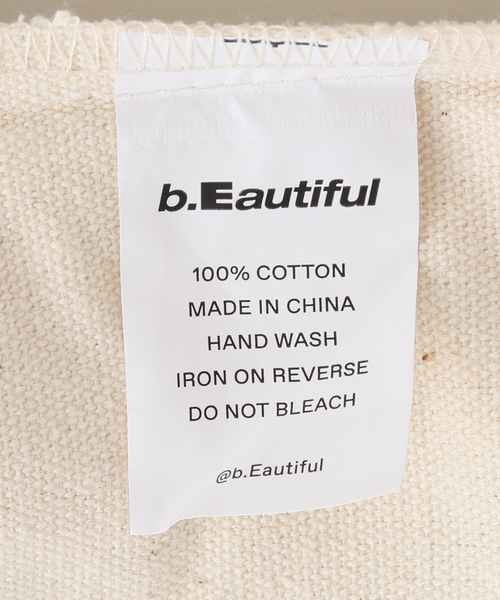 b.Eautiful
100% COTTON
MADE IN CHINA
HAND WASH
IRON ON REVERSE
DO NOT BLEACH
@b.Eautiful